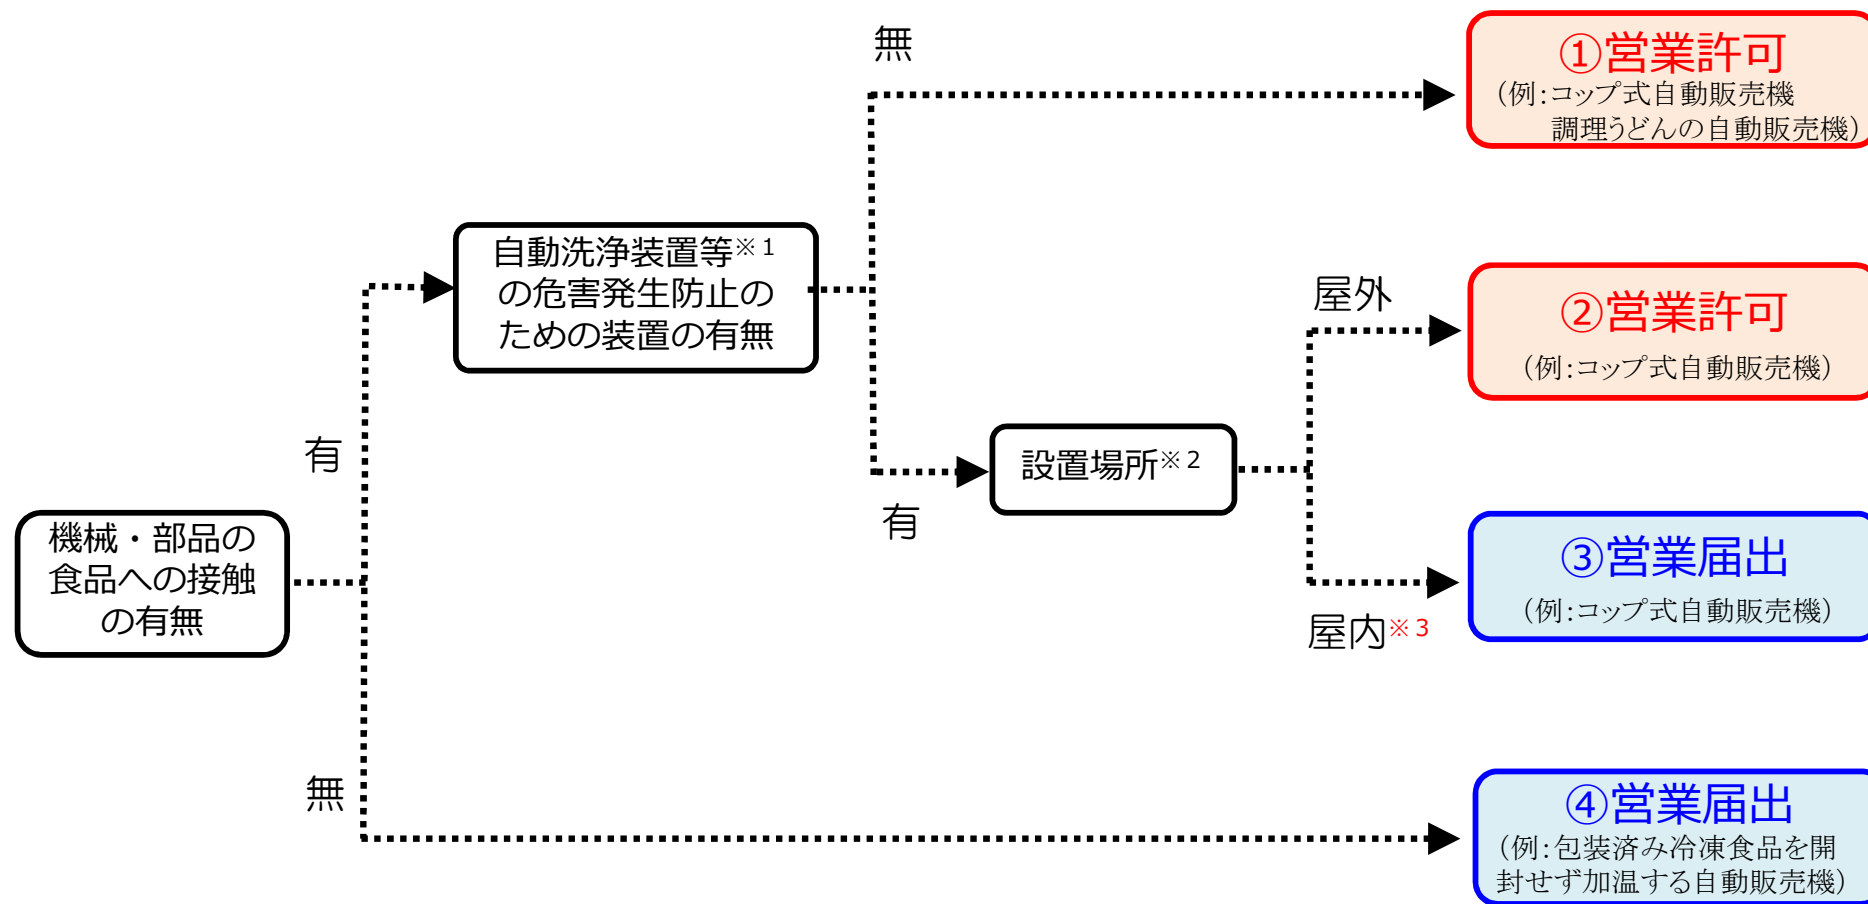 無
①営業許可
（例：コップ式自動販売機
調理うどんの自動販売機）
自動洗浄装置等※1
の危害発生防止の
ための装置の有無
屋外
②営業許可
（例：コップ式自動販売機）
有
設置場所※2
有
機械・部品の
食品への接触
の有無
③営業届出
（例：コップ式自動販売機）
屋内※3
無
④営業届出
（例：包装済み冷凍食品を開
封せず加温する自動販売機）